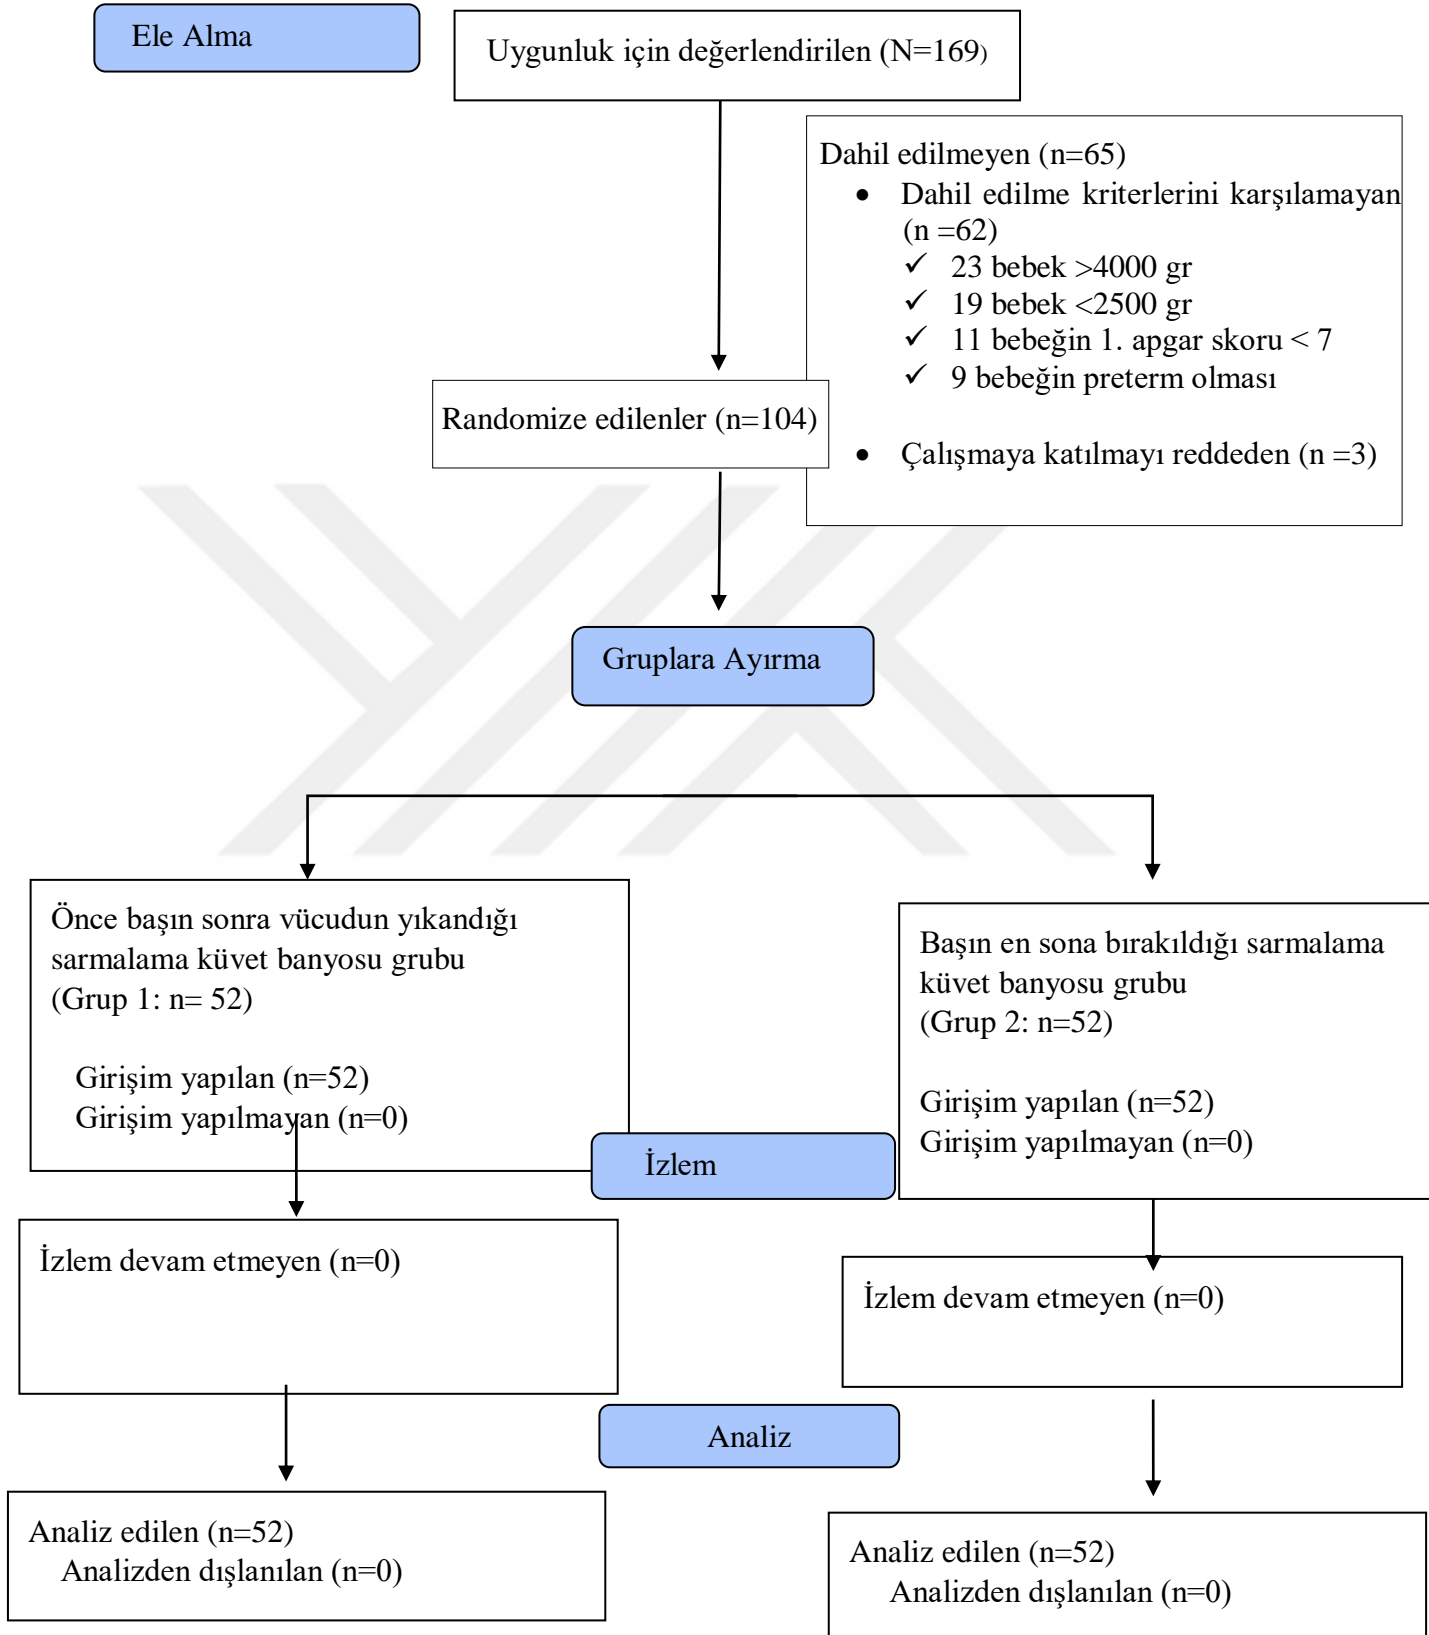 Ele Alma
Uygunluk için değerlendirilen (N=169)
Dahil edilmeyen (n=65)
• Dahil edilme kriterlerini karşılamayan
(n =62)
✓ 23 bebek >4000 gr
✓ 19 bebek <2500 gr
✓ 11 bebeğin 1. apgar skoru < 7
✓ 9 bebeğin preterm olması
• Çalışmaya katılmayı reddeden (n =3)
Randomize edilenler (n=104)
Gruplara Ayırma
Önce başın sonra vücudun yıkandığı
sarmalama küvet banyosu grubu
(Grup 1: n= 52)
Girişim yapılan (n=52)
Girişim yapılmayan (n=0)
Başın en sona bırakıldığı sarmalama
küvet banyosu grubu
(Grup 2: n=52)
Girişim yapılan (n=52)
Girişim yapılmayan (n=0)
İzlem
İzlem devam etmeyen (n=0)
İzlem devam etmeyen (n=0)
Analiz
Analiz edilen (n=52)
Analizden dışlanılan (n=0)
Analiz edilen (n=52)
Analizden dışlanılan (n=0)